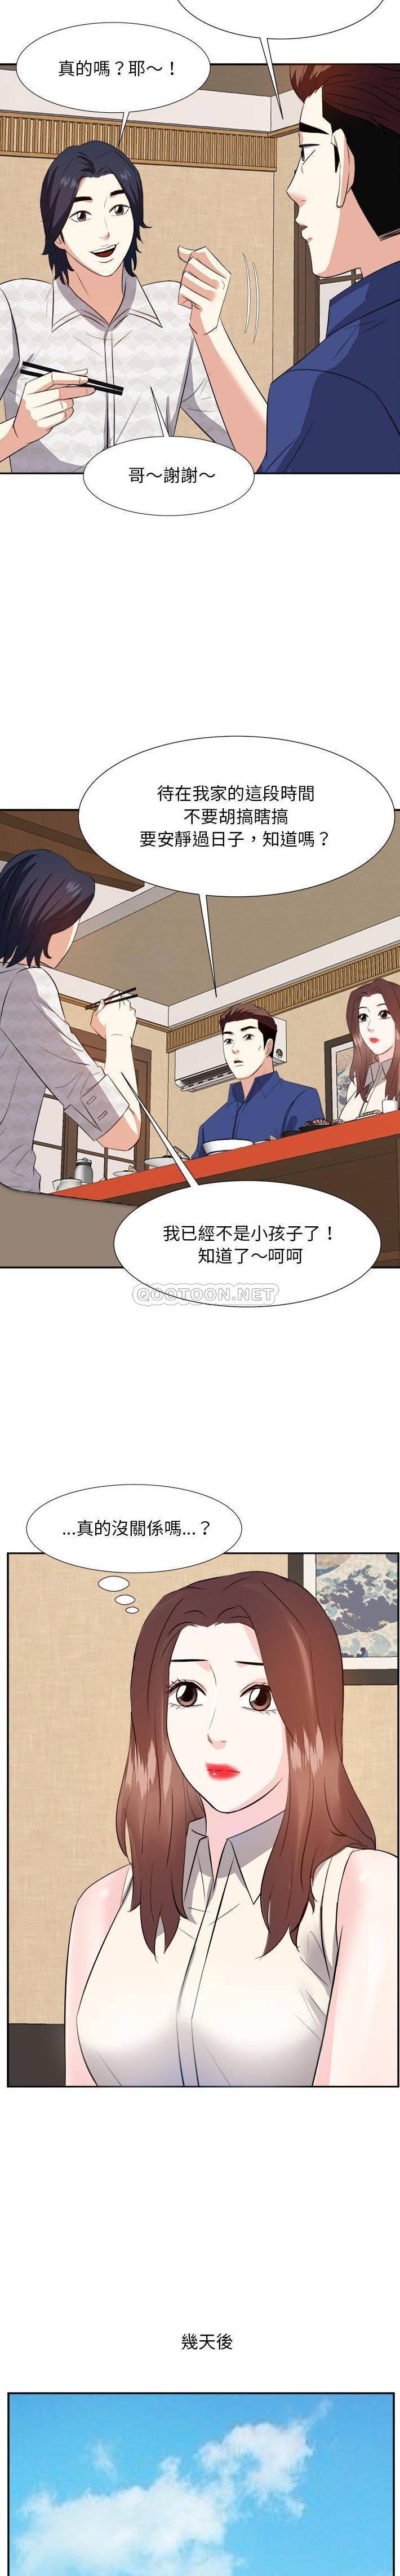 真的嗎？耶～！
哥～謝謝～
待在我家的這段時間
不要胡搞瞎搞
要安靜過日子，知道嗎？
我已經不是小孩子了！
知道了～呵呵
QOOTOON.NET
...真的沒關係嗎...？
幾天後